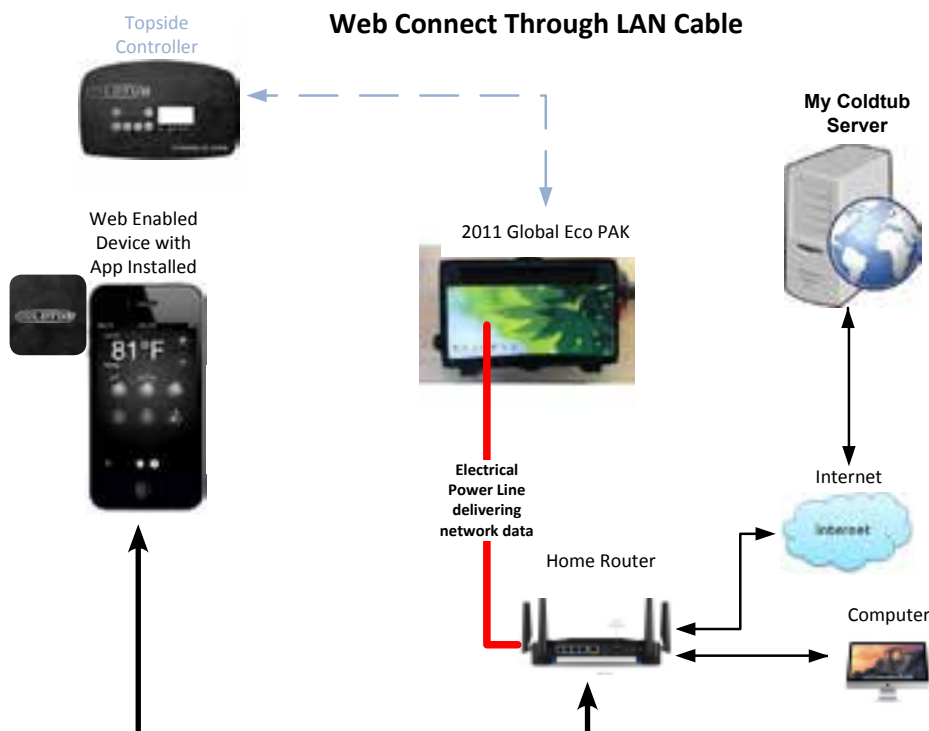 Web Connect Through LAN Cable
Topside
Controller
My Coldtub
Server
Web Enabled
Device with
App Installed
2011 Global Eco PAK
COLDTUB
81°F
Electrical
Power Line
delivering
network data
Internet
Internet
Home Router
Computer